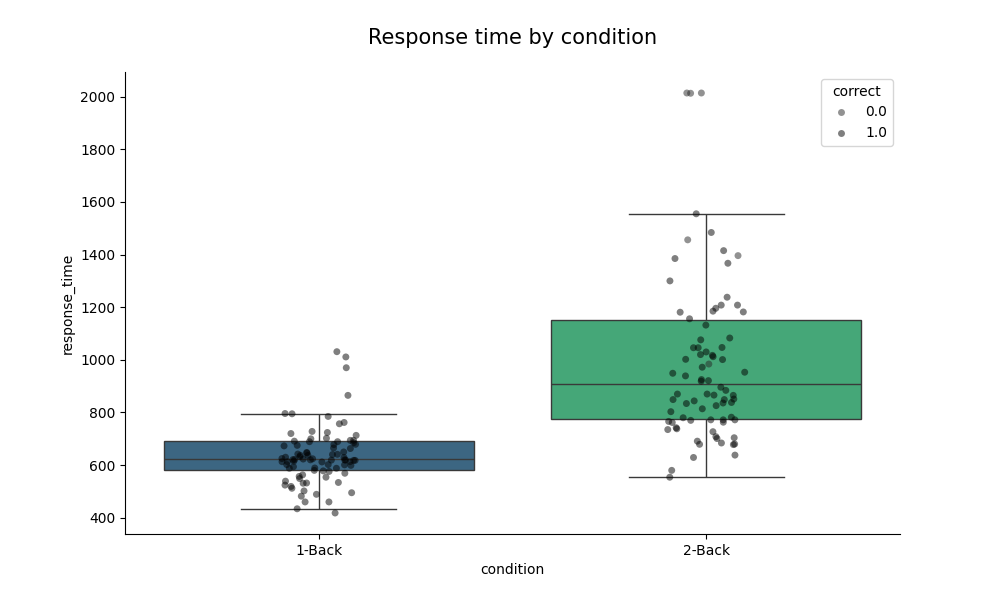 Response time by condition
correct
0.0
1.0
response_time
2000
1800
1600
1400
1200
1000
800
600
400
1-Back
2-Back
condition